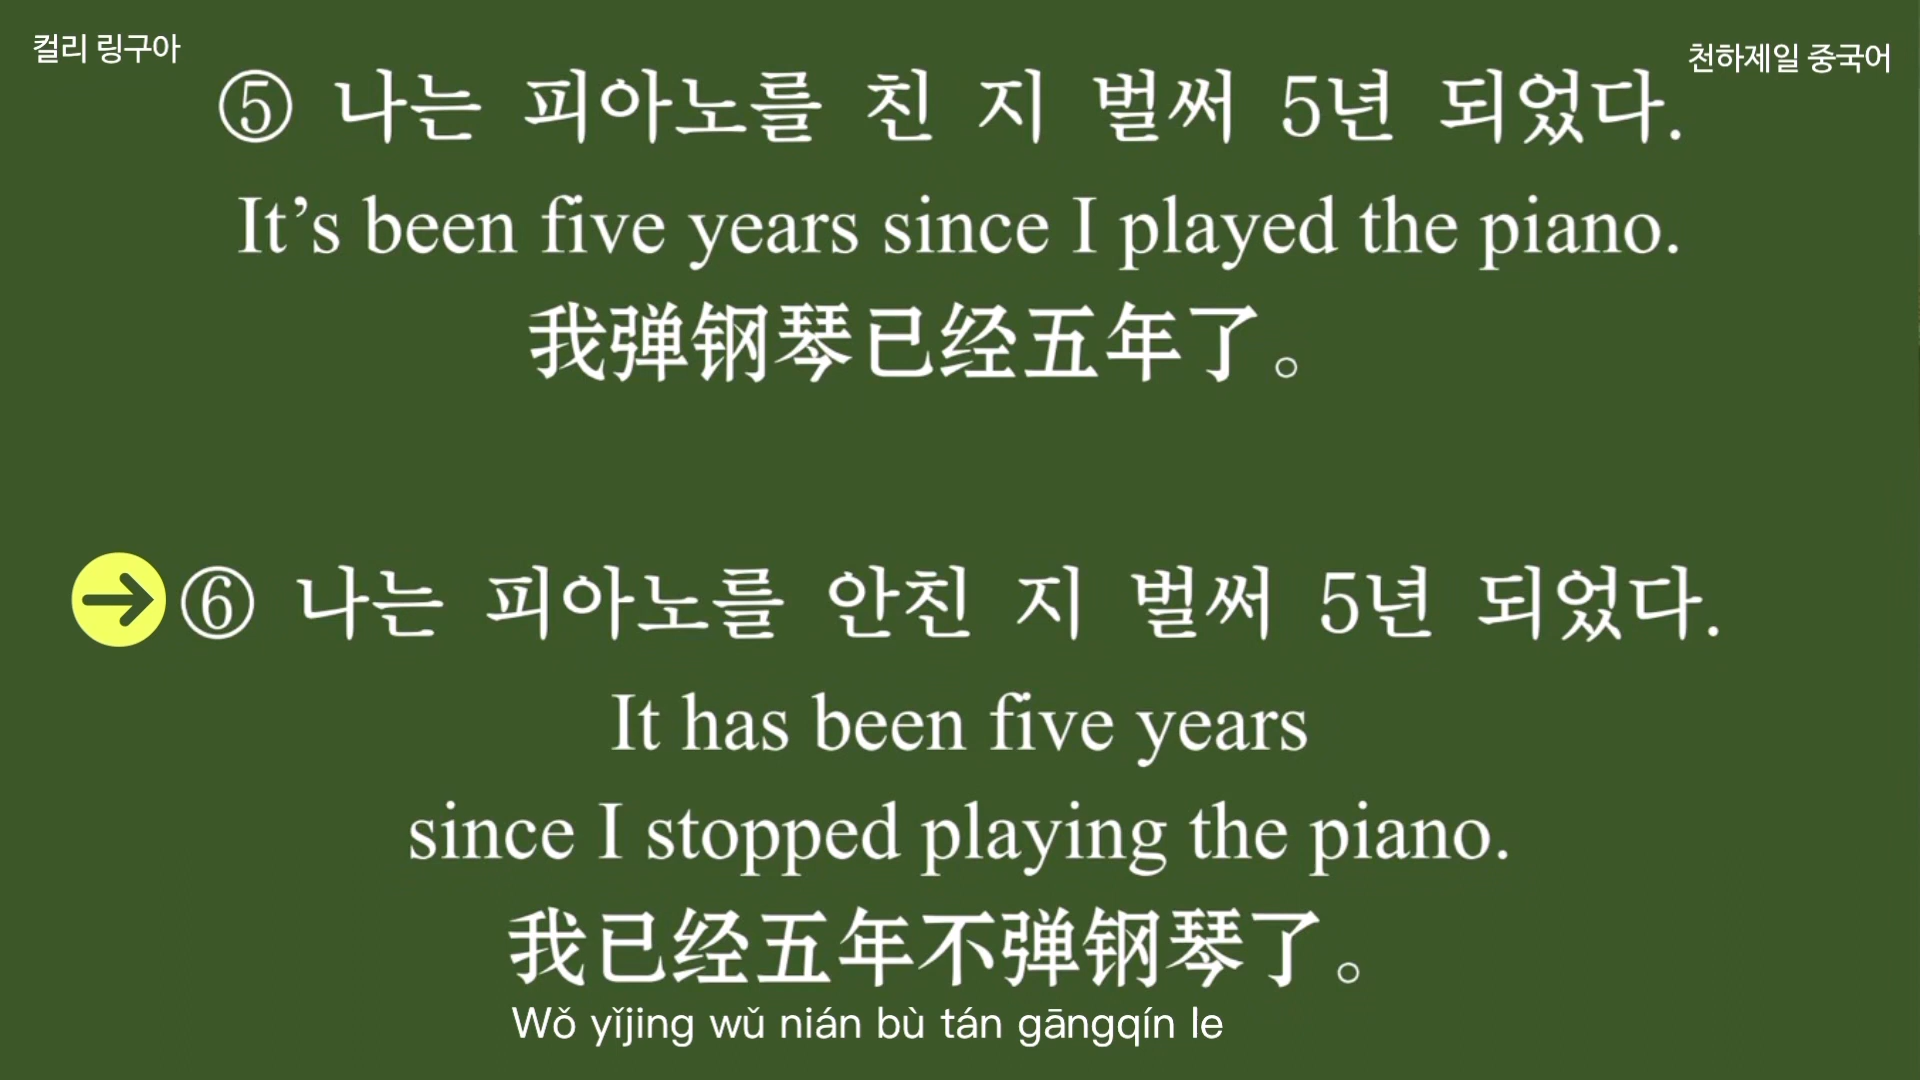 컬리 링구아
천하제일 중국어
⑤ 나는 피아노를 친 지 벌써 5년 되었다.
It’s been five years since I played the piano.
我弹钢琴已经五年了。
⑥ 나는 피아노를 안친 지 벌써 5년 되었다.
It has been five years
since I stopped playing the piano.
我已经五年不弹钢琴了。
Wǒ yǐjing wǔ nián bù tán gāngqín le